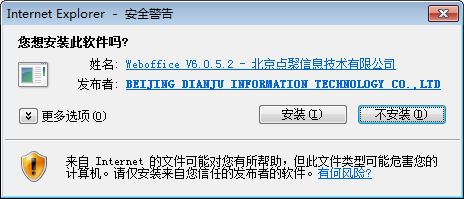 Internet Explorer - 安全警告
您想安装此软件吗?
姓名: Weboffice V6.0.5.2 - 北京点聚信息技术有限公司
发布者: BEIJING DIANJU INFORMATION TECHNOLOGY CO.,LTD
更多选项(O) 安装(I) 不安装(D)
来自 Internet 的文件可能对您有所帮助，但此文件类型可能危害您的
计算机。请仅安装来自您信任的发布者的软件。有何风险?